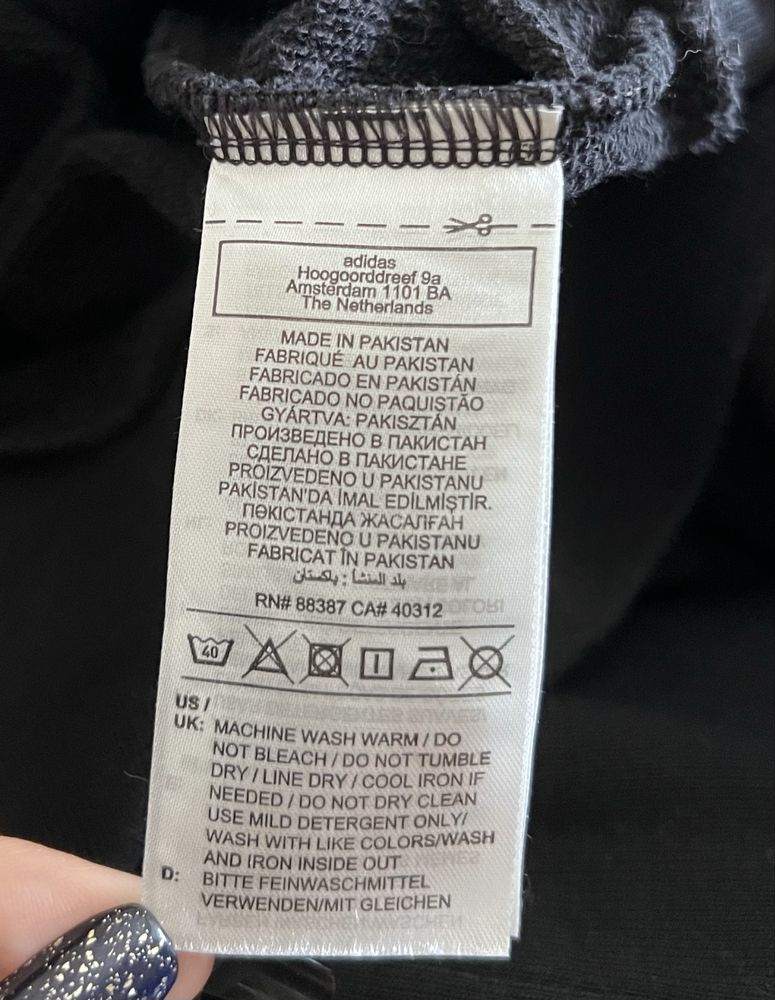 adidas
Hoogoorddreef 9a
Amsterdam 1101 BA
The Netherlands
MADE IN PAKISTAN
FABRIQUÉ AU PAKISTAN
FABRICADO EN PAKISTÁN
FABRICADO NO PAQUISTÃO
GYÁRTVA: PAKISZTÁN
ПРОИЗВЕДЕНО В ПАКИСТАН
СДЕЛАНО В ПАКИСТАНЕ
PROIZVEDENO U PAKISTANU
PAKİSTAN'DA İMAL EDİLMİŞTİR.
ПӘКІСТАНДА ЖАСАЛҒАН
PROIZVEDENO U PAKISTANU
FABRICAT ÎN PAKISTAN
بلد المنشأ : باكستان
RN# 88387 CA# 40312
40
US /
UK: MACHINE WASH WARM / DO
NOT BLEACH / DO NOT TUMBLE
DRY / LINE DRY / COOL IRON IF
NEEDED / DO NOT DRY CLEAN
USE MILD DETERGENT ONLY/
WASH WITH LIKE COLORS/WASH
AND IRON INSIDE OUT
D: BITTE FEINWASCHMITTEL
VERWENDEN/MIT GLEICHEN